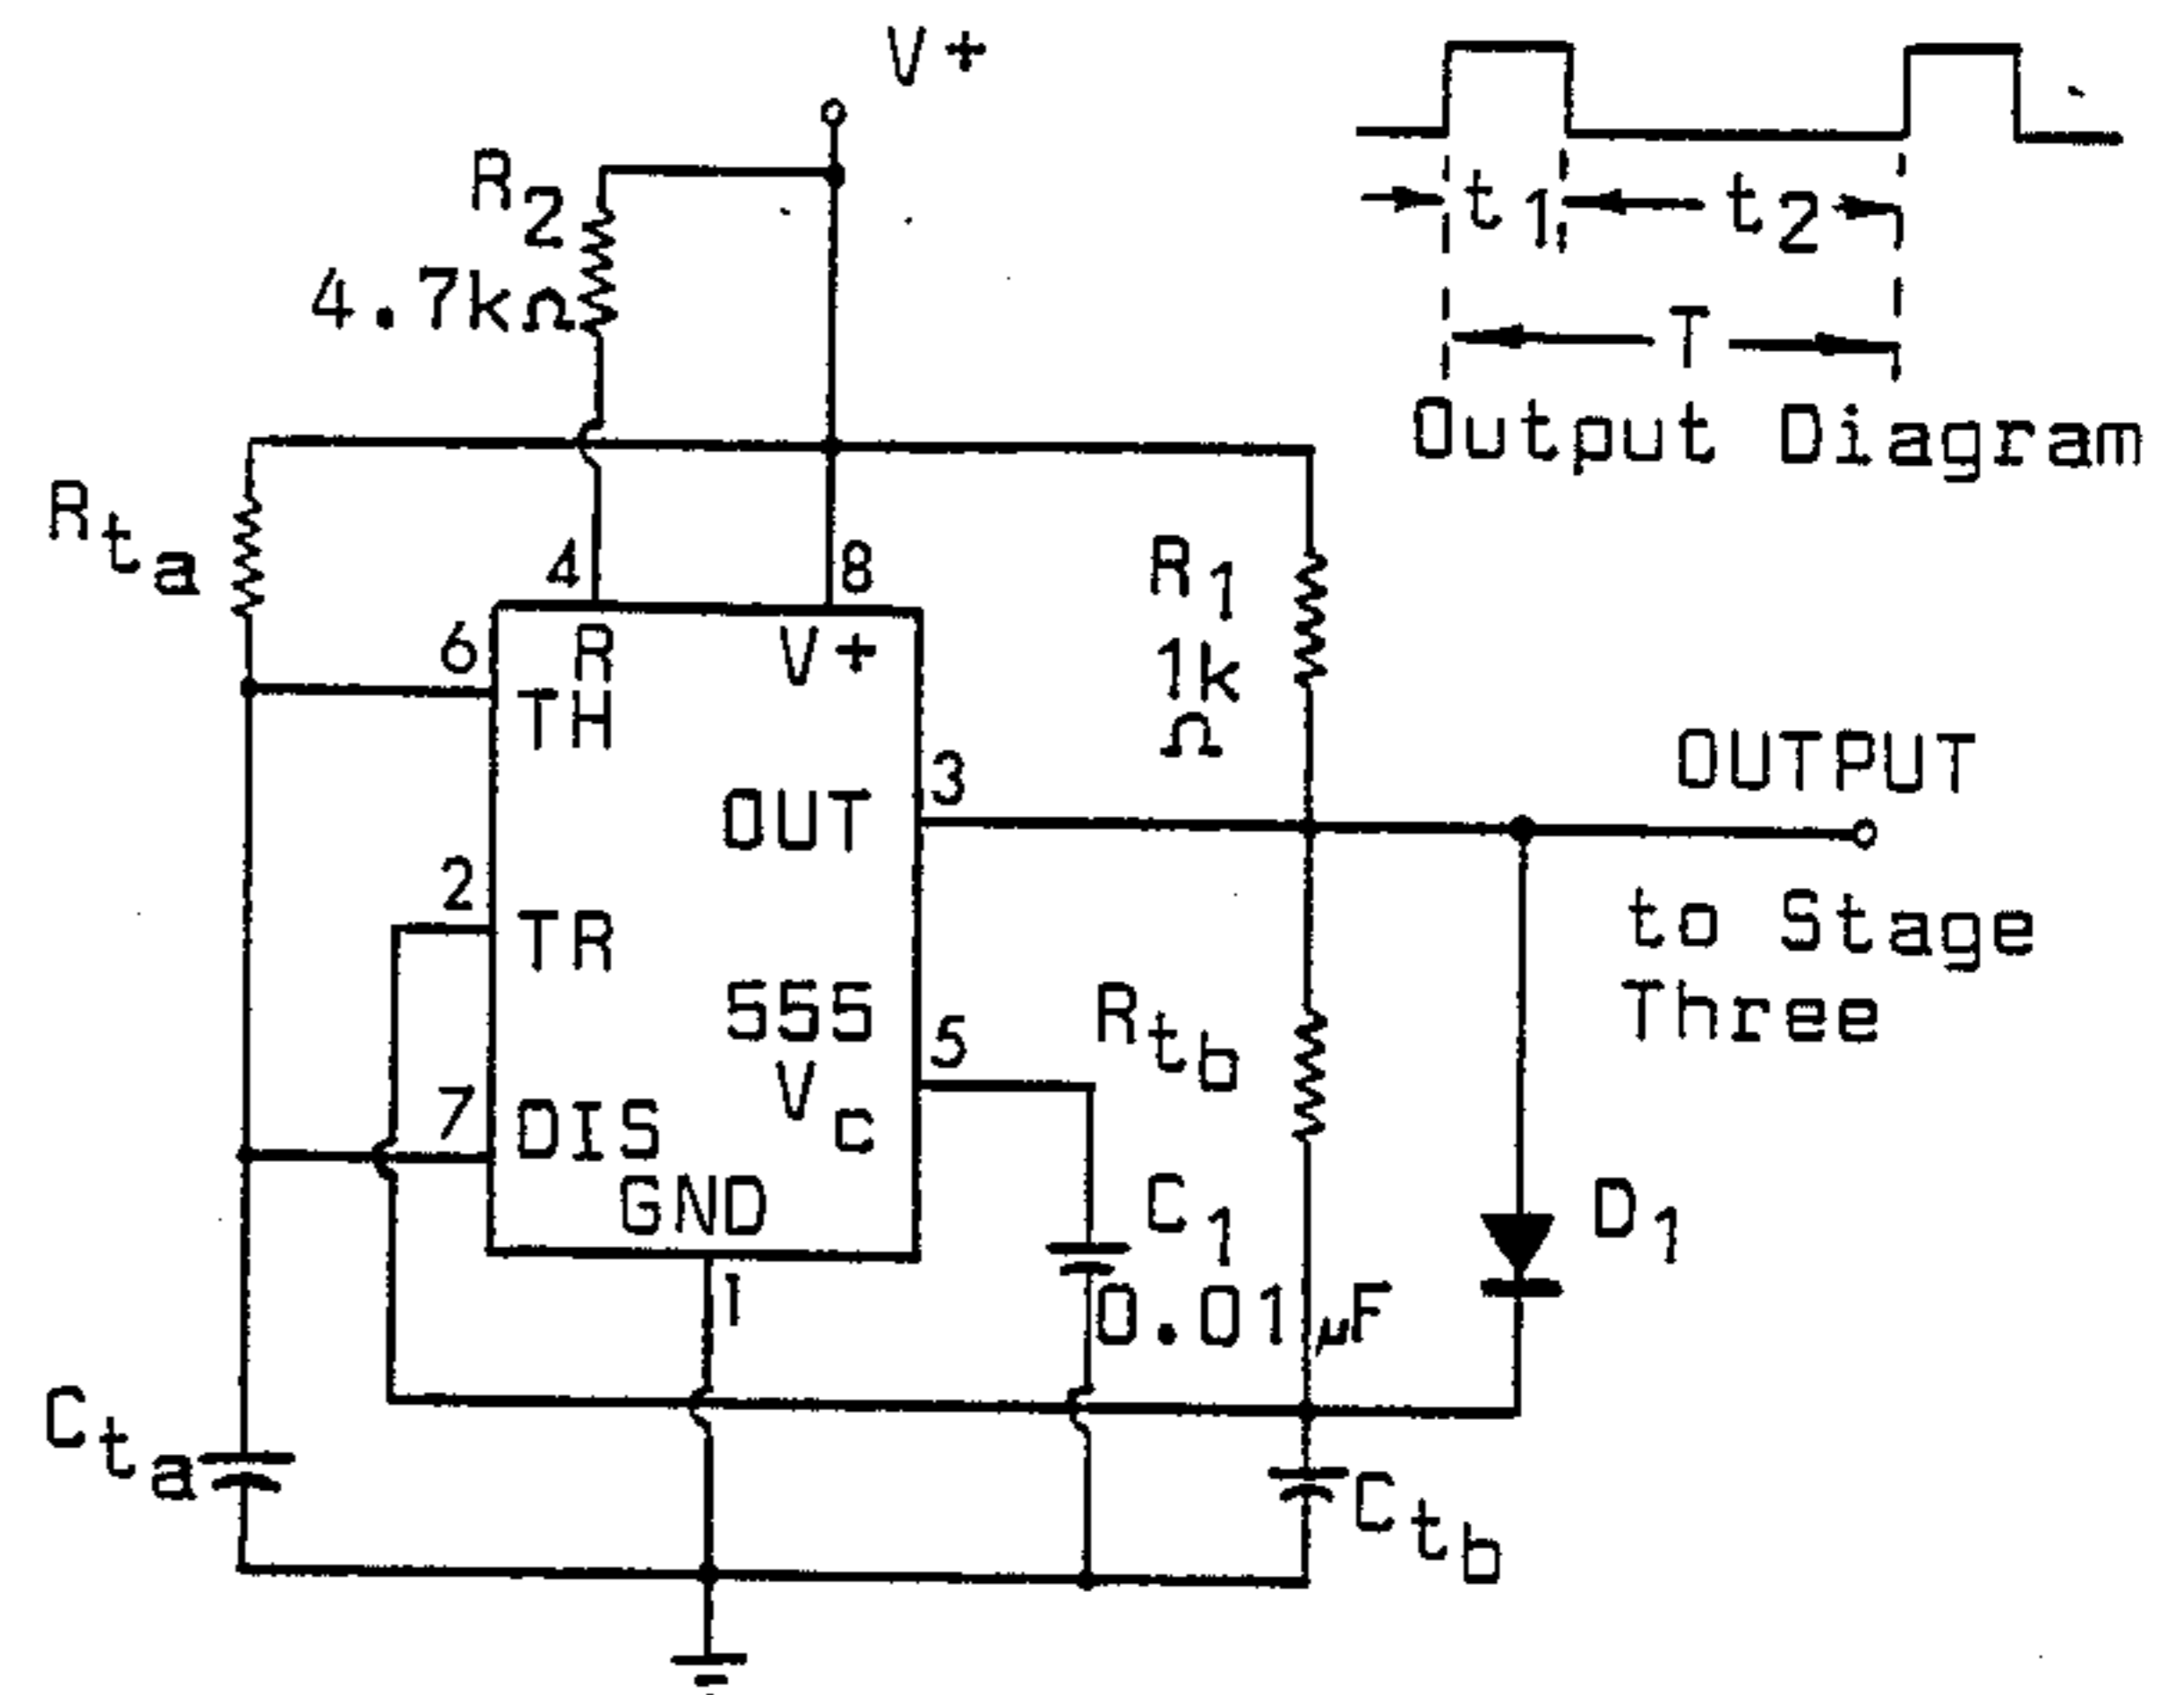 V+
R2
4.7kΩ
t1
t2
T
Output Diagram
Rta
4
8
R1
1k
Ω
6
R
V+
TH
OUT
3
OUTPUT
to Stage
Three
2
TR
555
5
Rtb
7
DIS
Vc
GND
1
C1
0.01µF
D1
Cta
Ctb